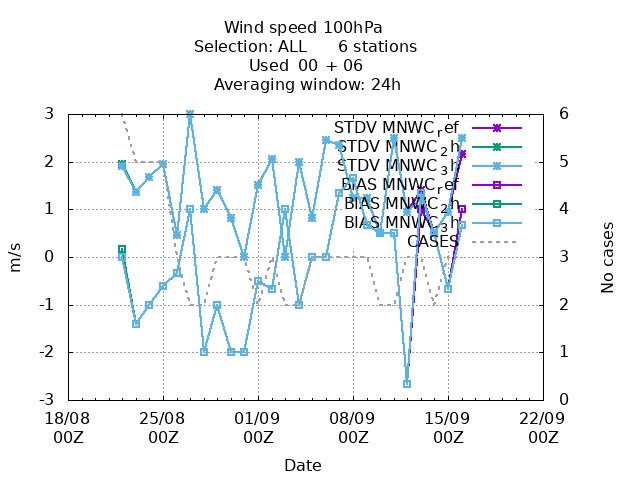 Wind speed 100hPa
Selection: ALL 6 stations
Used 00 + 06
Averaging window: 24h
3
2
1
0
-1
-2
-3
6
5
4
3
2
1
0
m/s
No cases
STDV MNWC_ref
STDV MNWC_2h
STDV MNWC_3h
BIAS MNWC_ref
BIAS MNWC_2h
BIAS MNWC_3h
CASES
18/08 25/08 01/09 08/09 15/09 22/09
00Z 00Z 00Z 00Z 00Z 00Z
Date